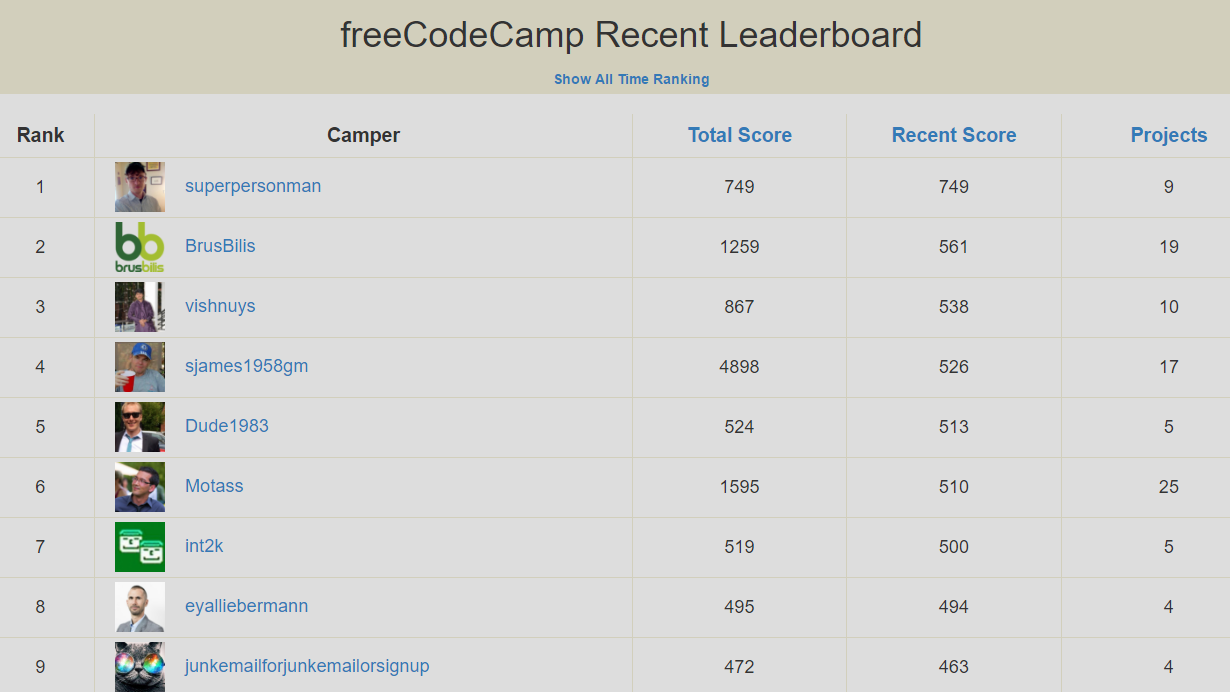 freeCodeCamp Recent Leaderboard
Show All Time Ranking
Rank Camper Total Score Recent Score Projects
1 superpersonman 749 749 9
bb
brusbilis
2 BrusBilis 1259 561 19
3 vishnuys 867 538 10
4 sjames1958gm 4898 526 17
5 Dude1983 524 513 5
6 Motass 1595 510 25
7 int2k 519 500 5
8 eyalliebermann 495 494 4
9 junkemailforjunkemailorsignup 472 463 4